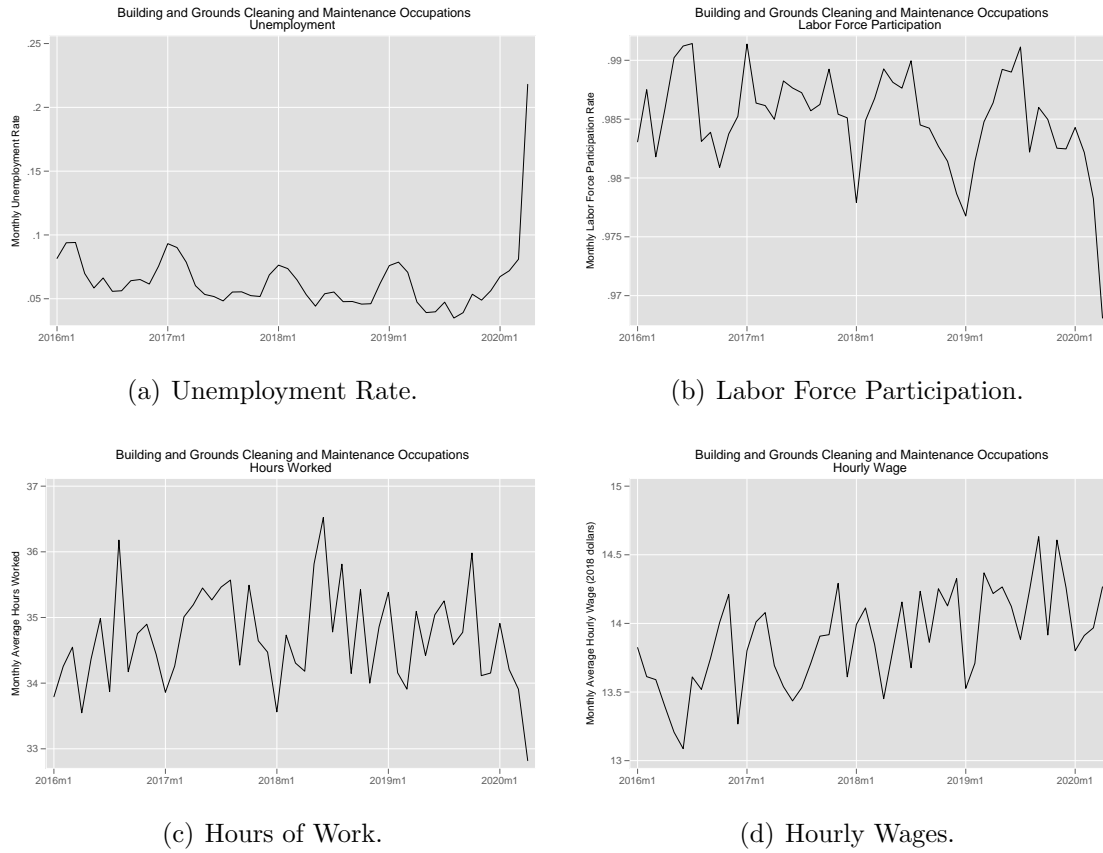 Building and Grounds Cleaning and Maintenance Occupations
Unemployment
Monthly Unemployment Rate
.25
.2
.15
.1
.05
2016m1 2017m1 2018m1 2019m1 2020m1
(a) Unemployment Rate.
Building and Grounds Cleaning and Maintenance Occupations
Labor Force Participation
Monthly Labor Force Participation Rate
.99
.985
.98
.975
.97
2016m1 2017m1 2018m1 2019m1 2020m1
(b) Labor Force Participation.
Building and Grounds Cleaning and Maintenance Occupations
Hours Worked
Monthly Average Hours Worked
37
36
35
34
33
2016m1 2017m1 2018m1 2019m1 2020m1
(c) Hours of Work.
Building and Grounds Cleaning and Maintenance Occupations
Hourly Wage
Monthly Average Hourly Wage (2018 dollars)
15
14.5
14
13.5
13
2016m1 2017m1 2018m1 2019m1 2020m1
(d) Hourly Wages.